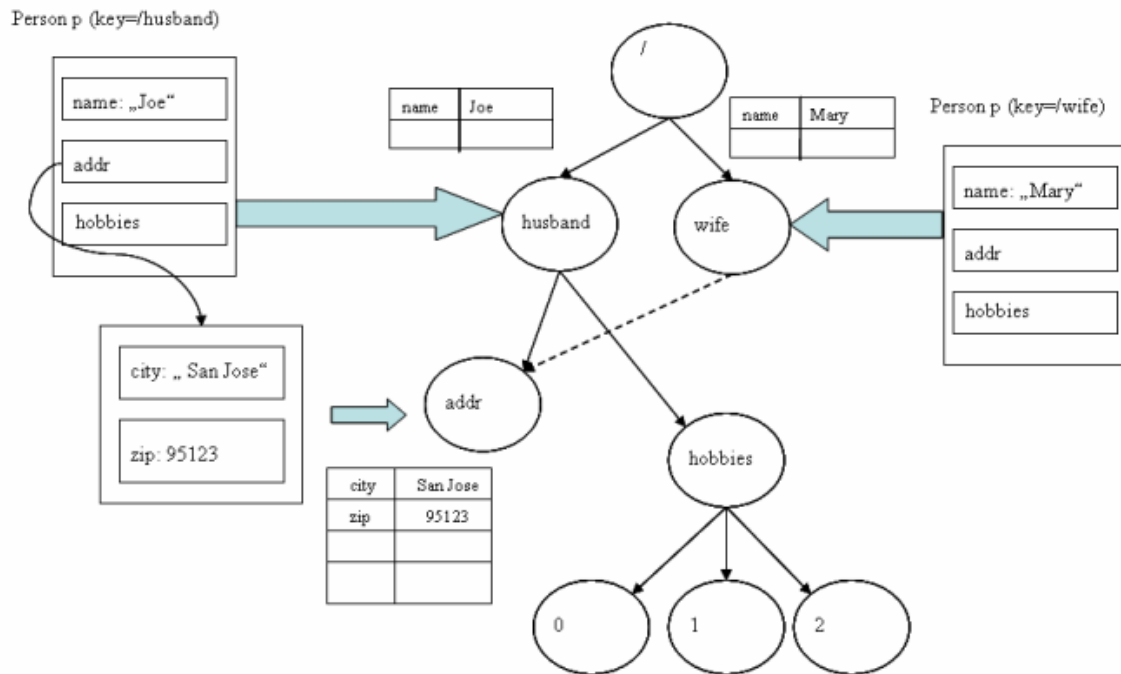 Person p (key=/husband)
name: „Joe“
addr
hobbies
city: „ San Jose“
zip: 95123
name Joe
/
name Mary
husband
wife
addr
city San Jose
zip 95123
hobbies
0 1 2
Person p (key=/wife)
name: „Mary“
addr
hobbies